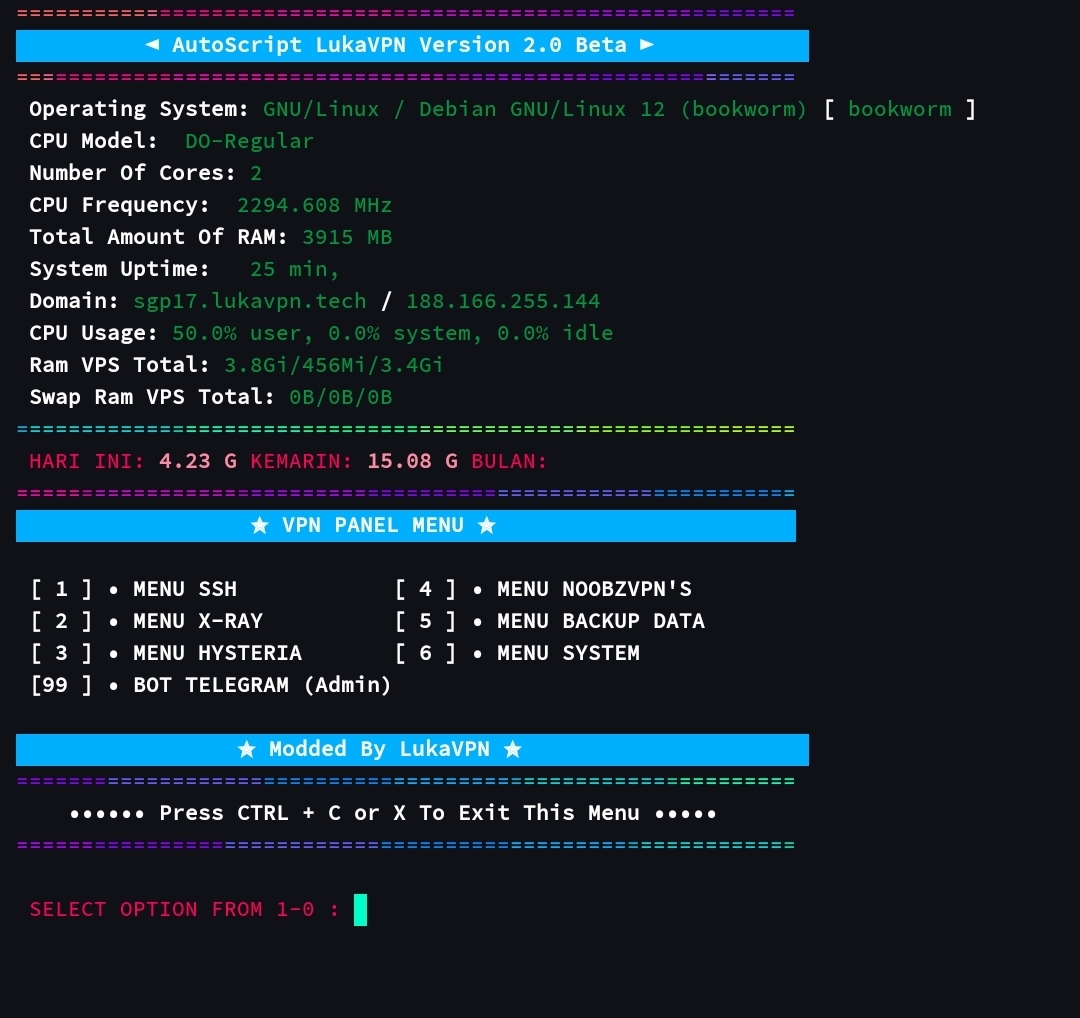 =============================================================
◄ AutoScript LukaVPN Version 2.0 Beta ►
=============================================================
Operating System: GNU/Linux / Debian GNU/Linux 12 (bookworm) [ bookworm ]
CPU Model:  DO-Regular
Number Of Cores: 2
CPU Frequency:  2294.608 MHz
Total Amount Of RAM: 3915 MB
System Uptime:   25 min,
Domain: sgp17.lukavpn.tech / 188.166.255.144
CPU Usage: 50.0% user, 0.0% system, 0.0% idle
Ram VPS Total: 3.8Gi/456Mi/3.4Gi
Swap Ram VPS Total: 0B/0B/0B
=============================================================
HARI INI: 4.23 G KEMARIN: 15.08 G BULAN:
=============================================================
★ VPN PANEL MENU ★
[ 1 ] • MENU SSH            [ 4 ] • MENU NOOBZVPN'S
[ 2 ] • MENU X-RAY          [ 5 ] • MENU BACKUP DATA
[ 3 ] • MENU HYSTERIA       [ 6 ] • MENU SYSTEM
[99 ] • BOT TELEGRAM (Admin)
★ Modded By LukaVPN ★
=============================================================
•••••• Press CTRL + C or X To Exit This Menu •••••
=============================================================
SELECT OPTION FROM 1-0 :